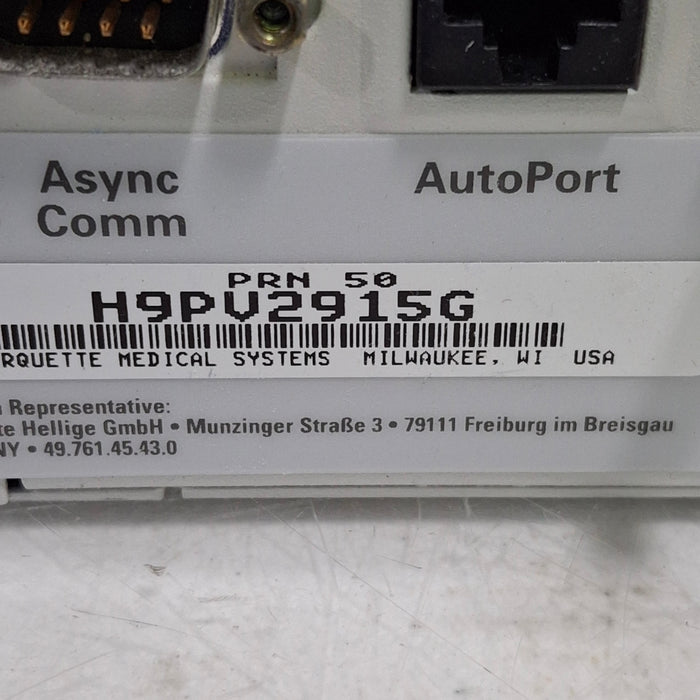 Async
Comm
AutoPort
PRN 50
H9PV2915G
RQUETTE MEDICAL SYSTEMS MILWAUKEE, WI USA
Representative:
te Hellige GmbH • Munzinger Straße 3 • 79111 Freiburg im Breisgau
NY • 49.761.45.43.0